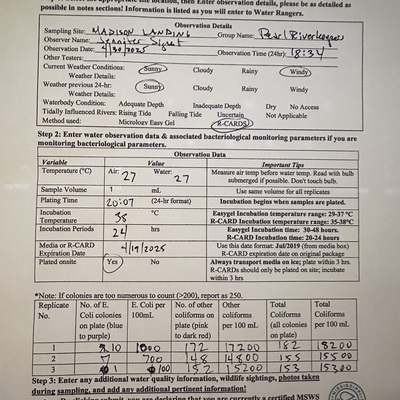 possible in notes sections! Information is listed as you will enter to Water Rangers.
Observation Details
Sampling Site: MADISON LANDING Group Name: Pearl Riverkeeper
Observer Name: Jennifer
Observation Date: 4/30/2025 Observation Time (24hr): 18:34
Other Testers:
Current Weather Conditions: Sunny Cloudy Rainy Windy
Weather Details:
Weather previous 24-hr: Sunny Cloudy Rainy Windy
Weather Details:
Waterbody Condition: Adequate Depth Inadequate Depth Dry No Access
Tidally Influenced Rivers: Rising Tide Falling Tide Uncertain Not Applicable
Method used: Micrology Easy Gel R-CARDS
Step 2: Enter water observation data & associated bacteriological monitoring parameters if you are
monitoring bacteriological parameters.
Observation Data
Variable Value Important Tips
Temperature (°C) Air: 27 Water: 27 Measure air temp before water temp. Read with bulb
submerged if possible. Don't touch bulb.
Sample Volume 1 mL Use same volume for all replicates
Plating Time 20:07 (24-hr format) Incubation begins when samples are plated.
Incubation Temperature 38 °C Easygel Incubation temperature range: 29-37 °C
R-CARD Incubation temperature range: 35-38°C
Incubation Periods 24 hrs Easygel Incubation time: 30-48 hours.
R-CARD Incubation time: 20-24 hours
Media or R-CARD Expiration Date 4/19/2025 Use this date format: Jul/2019 (from media box)
R-CARD expiration date on original package
Plated onsite Yes No Always transport media on ice; plate within 3 hrs.
R-CARDs should only be plated on site; incubate
within 3 hrs
*Note: If colonies are too numerous to count (>200), report as 250.
Replicate No. No. of E. Coli colonies on plate (blue to purple) E. Coli per 100mL No. of other coliforms on plate (pink to dark red) Other coliforms per 100 mL Total Coliforms (all colonies on plate) Total Coliforms per 100 mL
1 10 1000 172 17200 182 18200
2 7 700 148 14800 155 15500
3 1 100 152 15200 153 15300
Step 3: Enter any additional water quality information, wildlife sightings, photos taken
during sampling, and add any additional pertinent information!
you are declaring that you are currently a certified MSWS